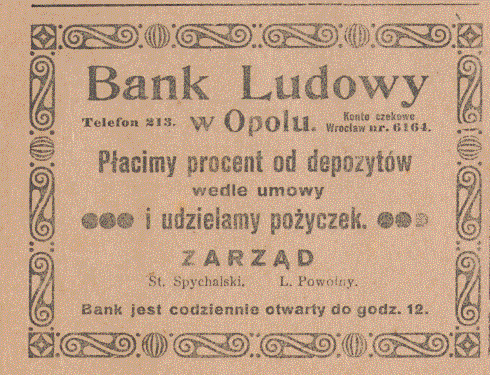 Bank Ludowy
Telefon 213. w Opolu. Konto czekowe
Wrocław nr. 6164.
Płacimy procent od depozytów
wedle umowy
i udzielamy pożyczek.
ZARZĄD
St. Spychalski. L. Powolny.
Bank jest codziennie otwarty do godz. 12.